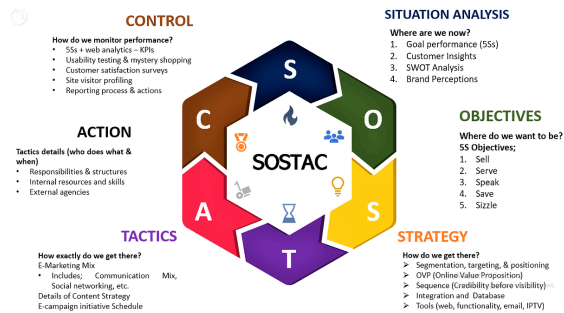 CONTROL
How do we monitor performance?
• 5Ss + web analytics – KPIs
• Usability testing & mystery shopping
• Customer satisfaction surveys
• Site visitor profiling
• Reporting process & actions
SITUATION ANALYSIS
Where are we now?
1. Goal performance (5Ss)
2. Customer Insights
3. SWOT Analysis
4. Brand Perceptions
ACTION
Tactics details (who does what &
when)
• Responsibilities & structures
• Internal resources and skills
• External agencies
OBJECTIVES
Where do we want to be?
5S Objectives;
1. Sell
2. Serve
3. Speak
4. Save
5. Sizzle
S
O
S
T
A
C
SOSTAC
TACTICS
How exactly do we get there?
E-Marketing Mix
• Includes; Communication Mix,
Social networking, etc.
Details of Content Strategy
E-campaign initiative Schedule
STRATEGY
How do we get there?
➢ Segmentation, targeting, & positioning
➢ OVP (Online Value Proposition)
➢ Sequence (Credibility before visibility)
➢ Integration and Database
➢ Tools (web, functionality, email, IPTV)